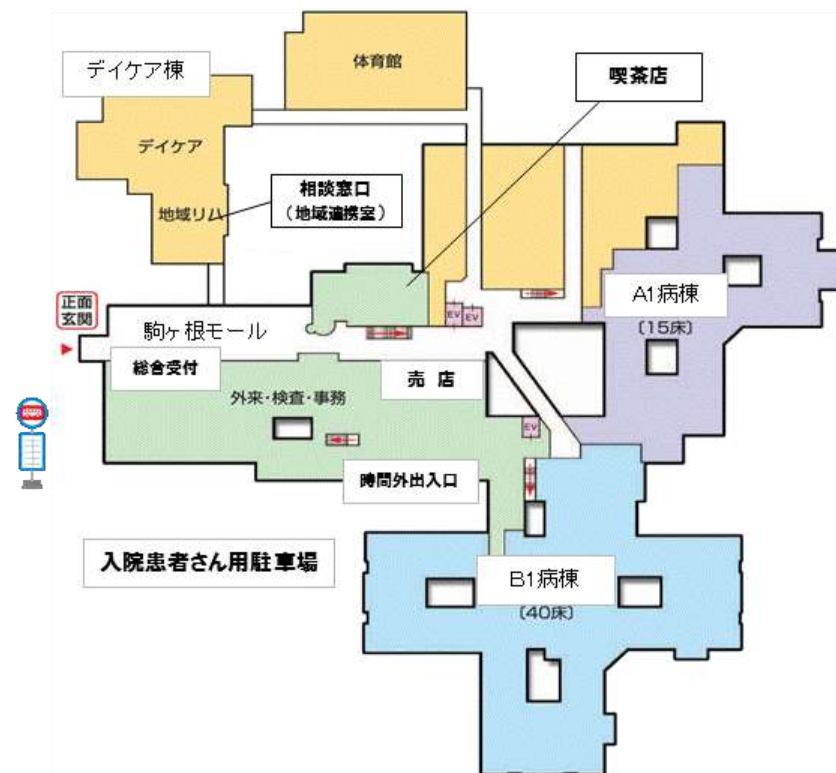 体育館
デイケア棟
喫茶店
デイケア
相談窓口
(地域連携室)
地域リハ
A1病棟
(15床)
正面
玄関
EV
EV
駒ヶ根モール
総合受付
売 店
外来・検査・事務
EV
時間外出入口
入院患者さん用駐車場
B1病棟
(40床)